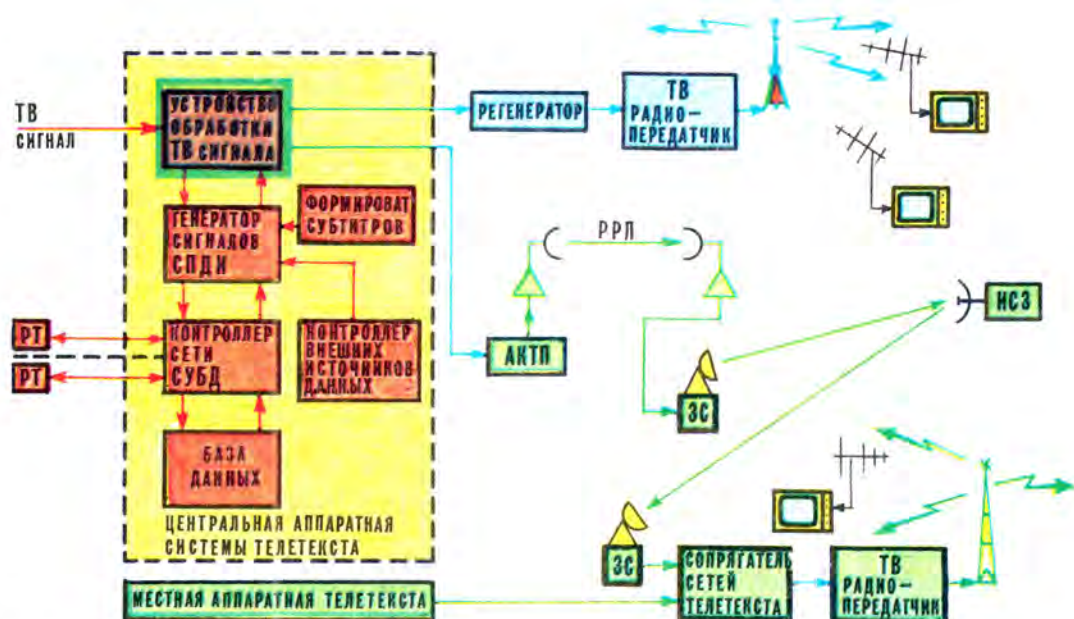 ТВ
СИГНАЛ
УСТРОЙСТВО
ОБРАБОТКИ
ТВ СИГНАЛА
РЕГЕНЕРАТОР
ТВ
РАДИО-
ПЕРЕДАТЧИК
ГЕНЕРАТОР
СИГНАЛОВ
СПДИ
ФОРМИРОВАТ
СУБТИТРОВ
РРЛ
РТ
РТ
КОНТРОЛЛЕР
СЕТИ
СУБД
КОНТРОЛЛЕР
ВНЕШНИХ
ИСТОЧНИКОВ
ДАННЫХ
АКТП
ИСЗ
ЗС
БАЗА
ДАННЫХ
ЦЕНТРАЛЬНАЯ АППАРАТНАЯ
СИСТЕМЫ ТЕЛЕТЕКСТА
ЗС
СОПРЯГАТЕЛЬ
СЕТЕЙ
ТЕЛЕТЕКСТА
ТВ
РАДИО-
ПЕРЕДАТЧИК
МЕСТНАЯ АППАРАТНАЯ ТЕЛЕТЕКСТА